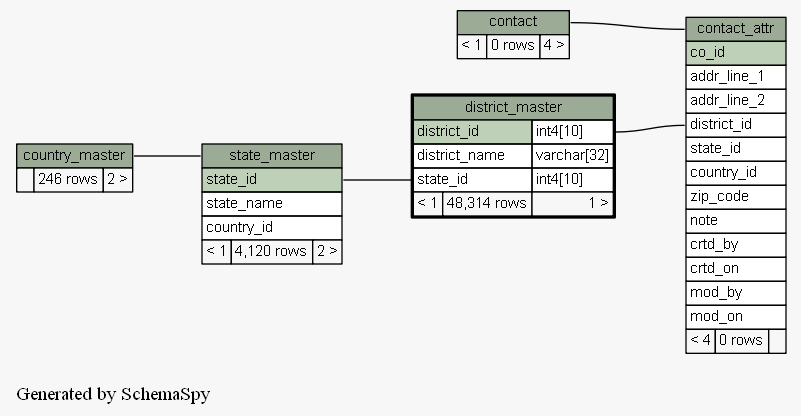 contact
< 1 0 rows 4 >
contact_attr
co_id
addr_line_1
addr_line_2
district_id
state_id
country_id
zip_code
note
crtd_by
crtd_on
mod_by
mod_on
< 4 0 rows
district_master
district_id int4[10]
district_name varchar[32]
state_id int4[10]
< 1 48,314 rows 1 >
country_master
246 rows 2 >
state_master
state_id
state_name
country_id
< 1 4,120 rows 2 >
Generated by SchemaSpy